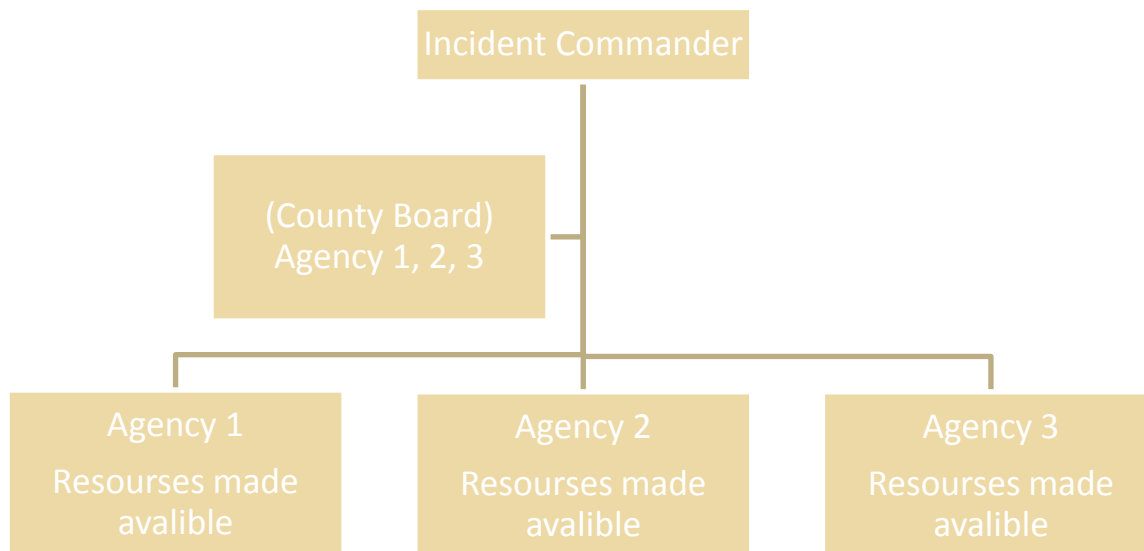 Incident Commander
(County Board)
Agency 1, 2, 3
Agency 1
Resourses made
avalible
Agency 2
Resourses made
avalible
Agency 3
Resourses made
avalible